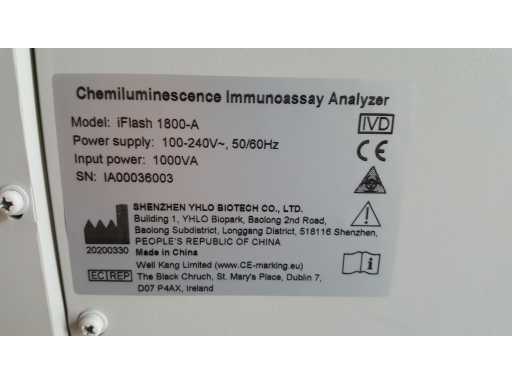 Chemiluminescence Immunoassay Analyzer
Model: iFlash 1800-A
IVD
Power supply: 100-240V~, 50/60Hz
CE
Input power: 1000VA
SN: IA00036003
SHENZHEN YHLO BIOTECH CO., LTD.
Building 1, YHLO Biopark, Baolong 2nd Road,
Baolong Subdistrict, Longgang District, 518116 Shenzhen,
PEOPLE'S REPUBLIC OF CHINA
20200330
Made in China
Well Kang Limited (www.CE-marking.eu)
EC REP
The Black Chruch, St. Mary's Place, Dublin 7,
D07 P4AX, Ireland